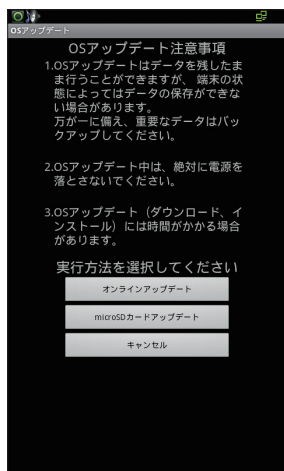 OSアップデート
OSアップデート注意事項
1.OSアップデートはデータを残したま
ま行うことができますが、 端末の状
態によってはデータの保存ができな
い場合があります。
万が一に備え、重要なデータはバッ
クアップしてください。
2.OSアップデート中は、絶対に電源を
落とさないでください。
3.OSアップデート（ダウンロード、イ
ンストール）には時間がかかる場合
があります。
実行方法を選択してください
オンラインアップデート
microSDカードアップデート
キャンセル